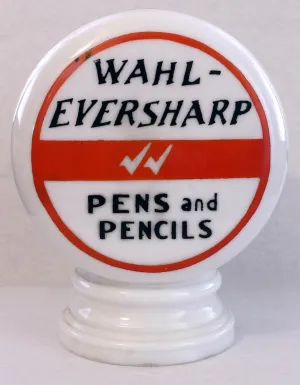 WAHL-
EVERSHARP
PENS and
PENCILS